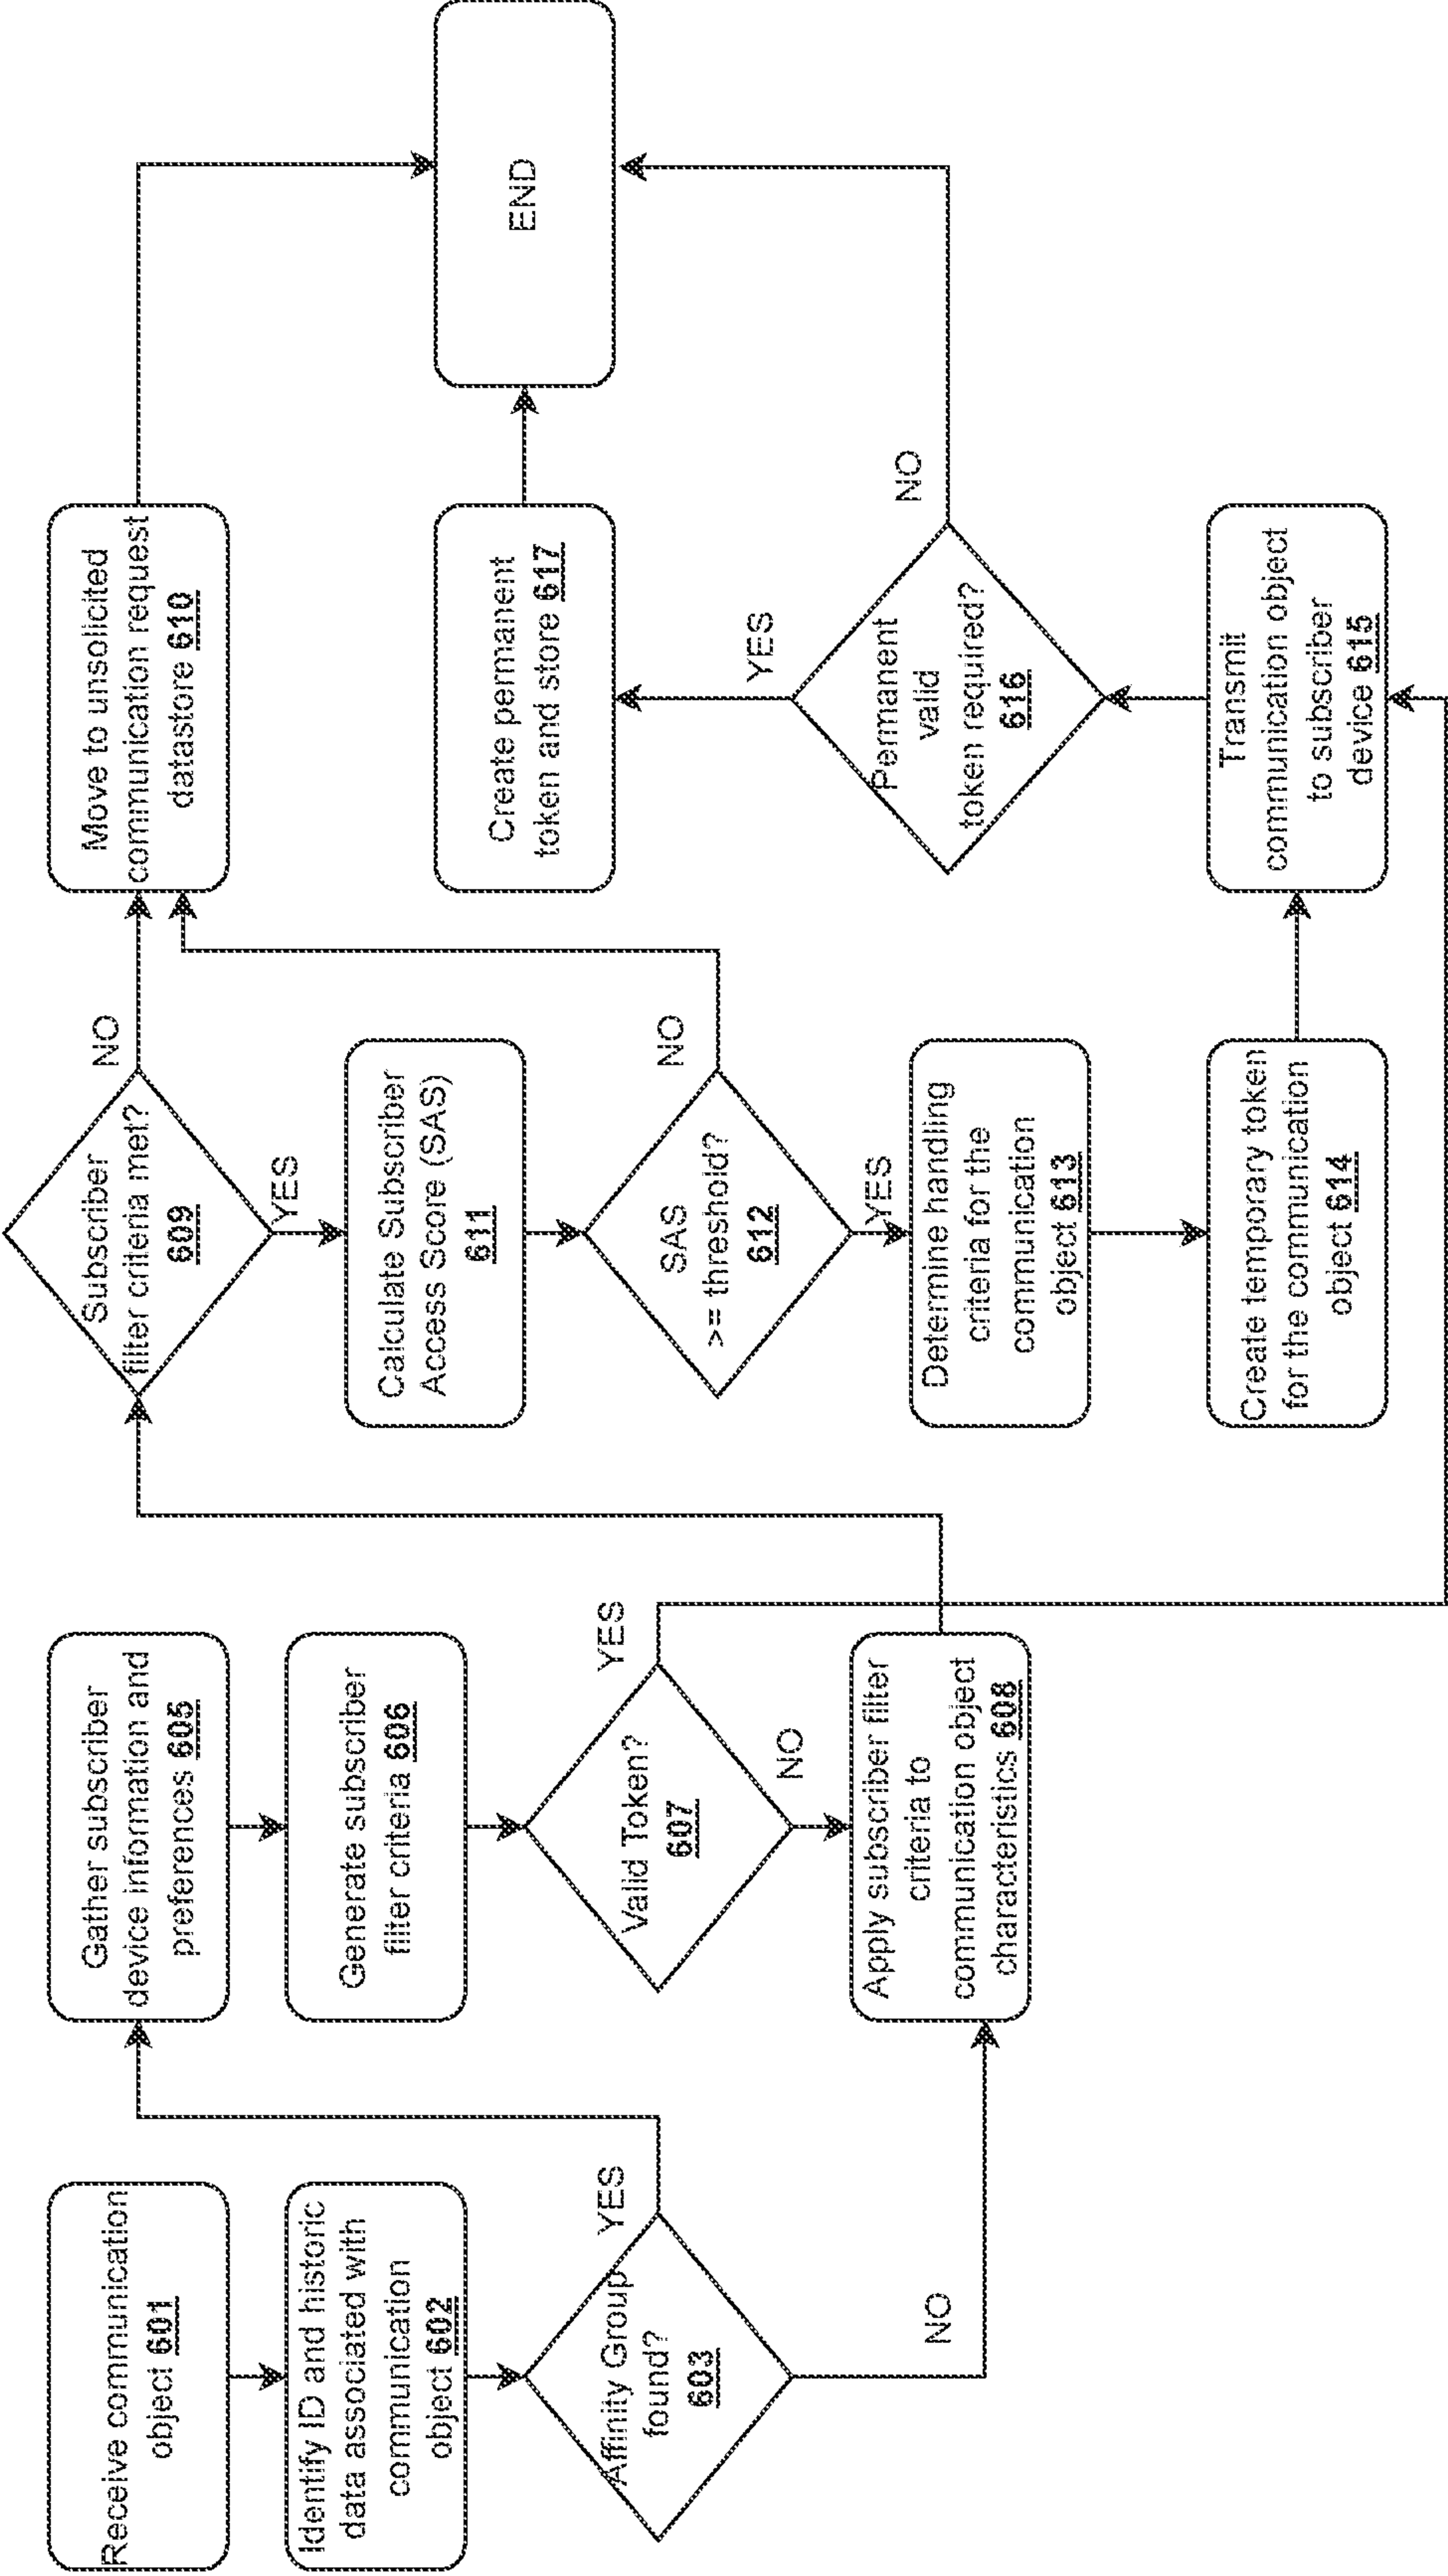 Receive communication
object 601
Identify ID and historic
data associated with
communication
object 602
Affinity Group
found?
603
YES
NO
Gather subscriber
device information and
preferences 605
Generate subscriber
filter criteria 606
Valid Token?
607
YES
NO
Apply subscriber filter
criteria to
communication object
characteristics 608
Subscriber
filter criteria met?
609
NO
YES
Calculate Subscriber
Access Score (SAS)
611
SAS
>= threshold?
612
NO
YES
Determine handling
criteria for the
communication
object 613
Create temporary token
for the communication
object 614
Move to unsolicited
communication request
datastore 610
Create permanent
token and store 617
YES
Permanent
valid
token required?
616
NO
Transmit
communication object
to subscriber
device 615
END